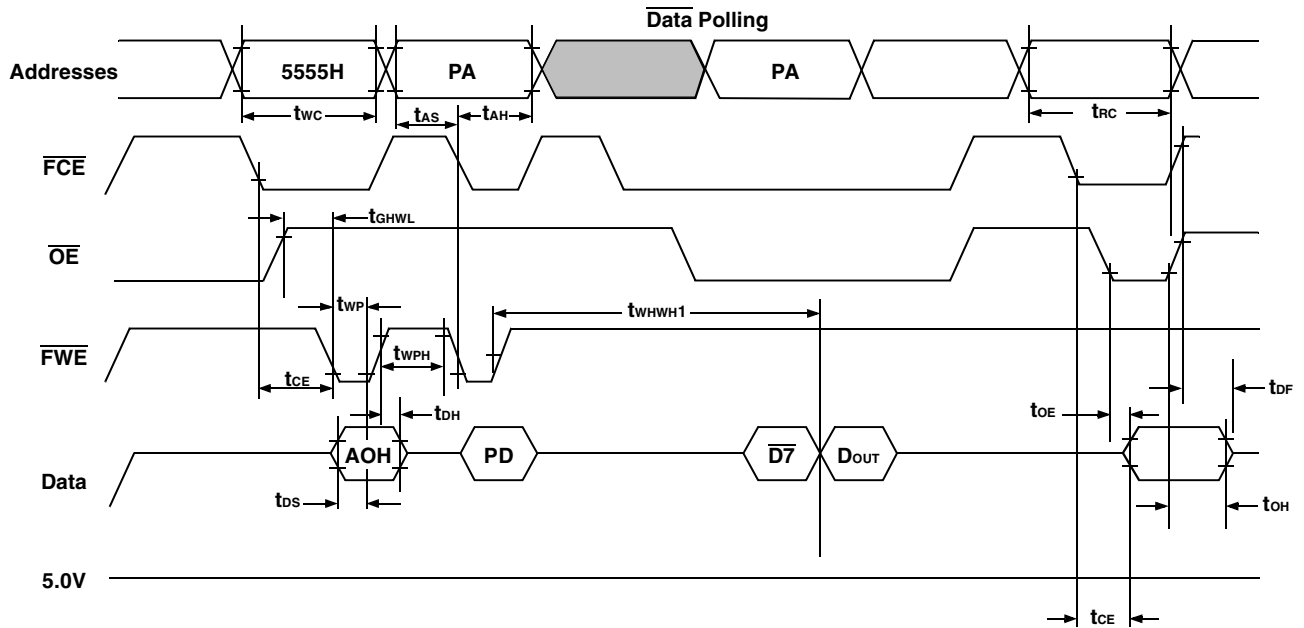 Data Polling
Addresses
5555H
PA
PA
tWC
tAS
tAH
tRC
FCE
tGHWL
OE
tWP
tWHWH1
FWE
tWPH
tCE
tDH
tOE
tDF
Data
AOH
PD
D7
DOUT
tDS
tOH
5.0V
tCE